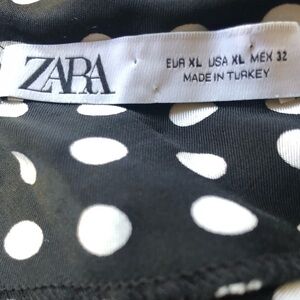 ZARA
EUR XL USA XL MEX 32
MADE IN TURKEY